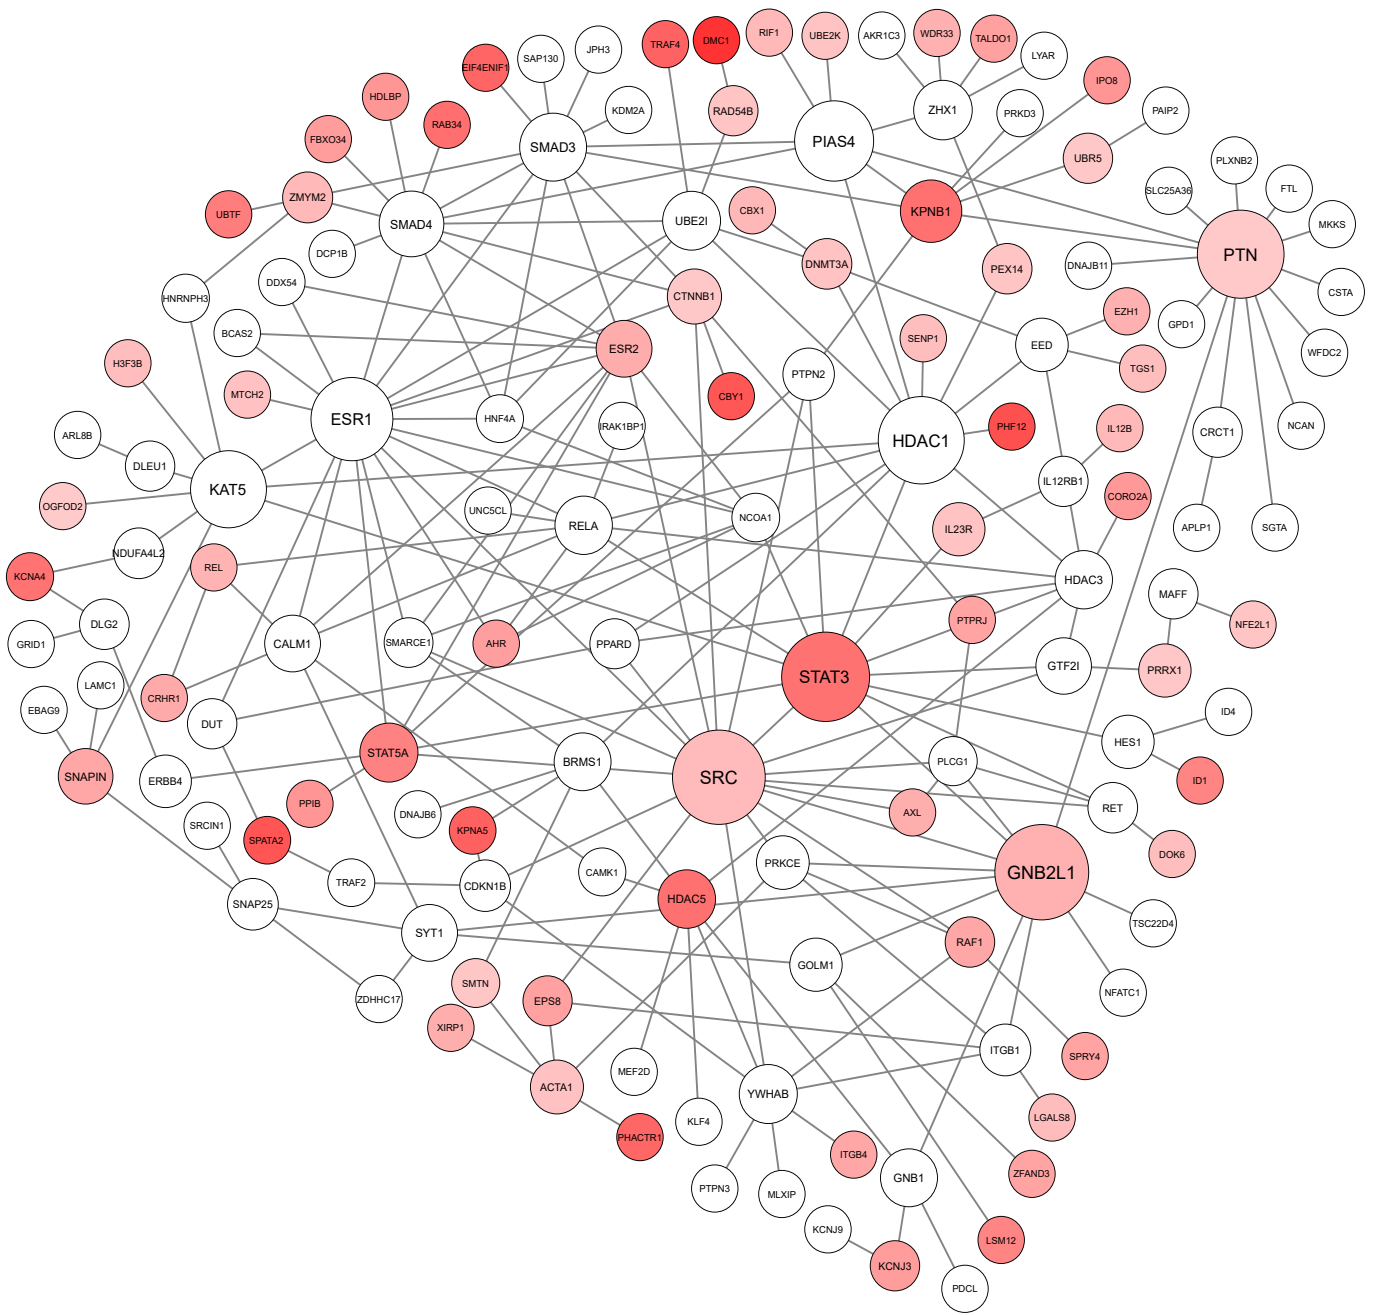 DMC1
RIF1
UBE2K
AKR1C3
WDR33
TALDO1
TRAF4
JPH3
SAP130
LYAR
EIF4ENIF1
IPO8
HDLBP
KDM2A
RAD54B
ZHX1
PRKD3
PAIP2
RAB34
FBXO34
SMAD3
PIAS4
UBR5
PLXNB2
FTL
SLC25A36
ZMYM2
UBTF
SMAD4
UBE2I
CBX1
KPNB1
MKKS
DCP1B
PTN
DNMT3A
PEX14
DNAJB11
DDX54
CSTA
HNRNPH3
CTNNB1
EZH1
GPD1
BCAS2
ESR2
SENP1
EED
WFDC2
H3F3B
PTPN2
TGS1
MTCH2
CBY1
ESR1
HNF4A
IRAK1BP1
PHF12
IL12B
NCAN
ARL8B
HDAC1
CRCT1
DLEU1
KAT5
IL12RB1
CORO2A
OGFOD2
UNC5CL
RELA
NCOA1
IL23R
APLP1
SGTA
NDUFA4L2
REL
KCNA4
HDAC3
MAFF
DLG2
NFE2L1
GRID1
CALM1
SMARCE1
AHR
PPARD
PTPRJ
LAMC1
CRHR1
STAT3
GTF2I
PRRX1
EBAG9
DUT
ID4
HES1
STAT5A
BRMS1
PLCG1
SNAPIN
ERBB4
SRC
ID1
PPIB
RET
DNAJB6
AXL
SRCIN1
KPNA5
SPATA2
DOK6
PRKCE
CAMK1
GNB2L1
TRAF2
CDKN1B
HDAC5
SNAP25
TSC22D4
SYT1
RAF1
GOLM1
SMTN
NFATC1
ZDHHC17
EPS8
XIRP1
ITGB1
SPRY4
MEF2D
ACTA1
YWHAB
LGALS8
KLF4
PHACTR1
ITGB4
ZFAND3
GNB1
PTPN3
MLXIP
KCNJ9
LSM12
KCNJ3
PDCL